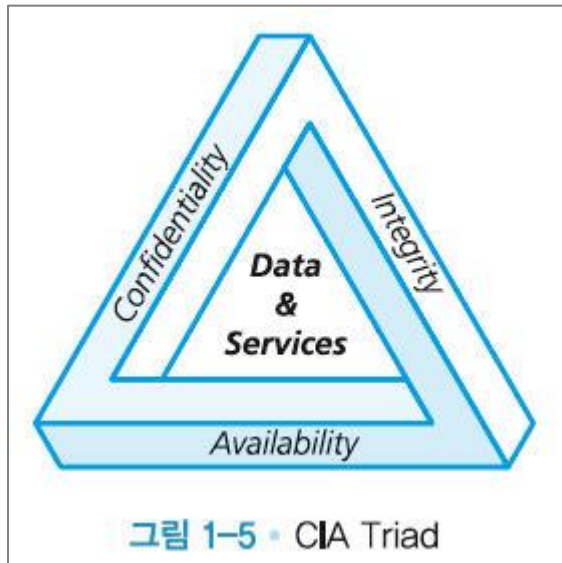 Confidentiality
Integrity
Data
&
Services
Availability
그림 1-5 • CIA Triad